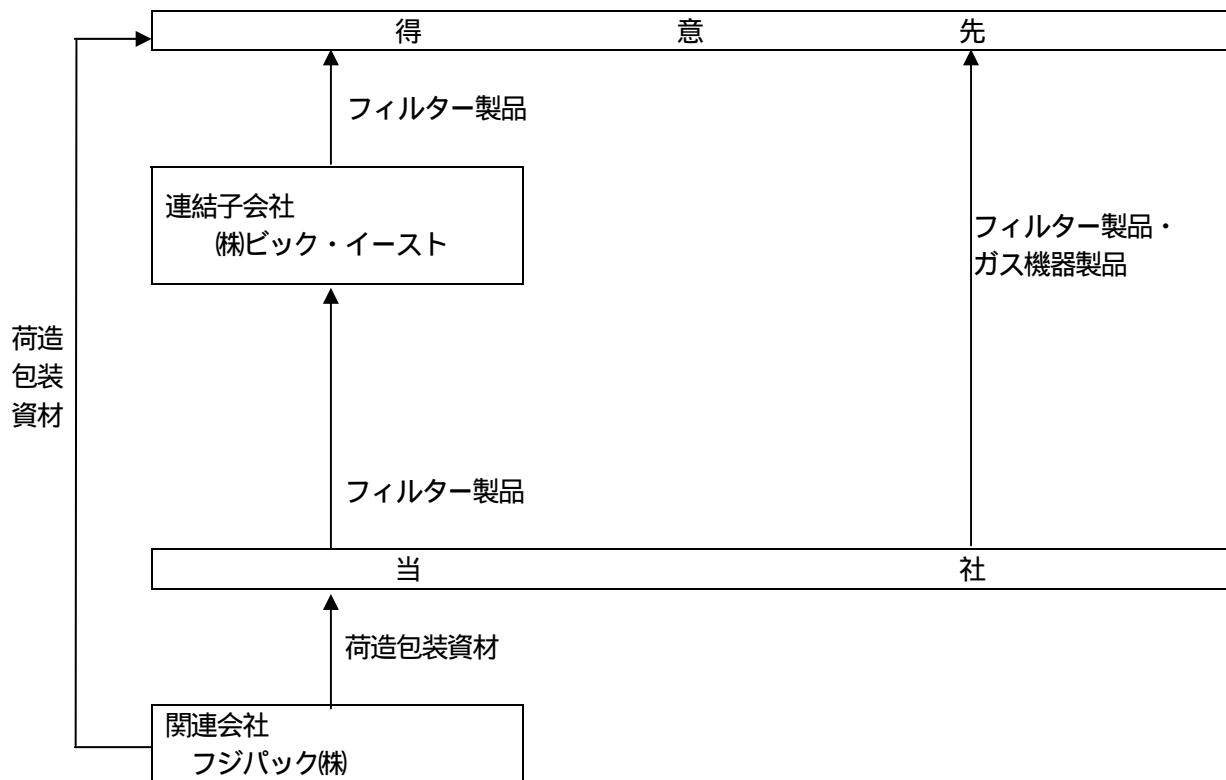 得意先
フィルター製品
連結子会社
㈱ビック・イースト
フィルター製品・
ガス機器製品
荷造
包装
資材
フィルター製品
当社
荷造包装資材
関連会社
フジパック㈱